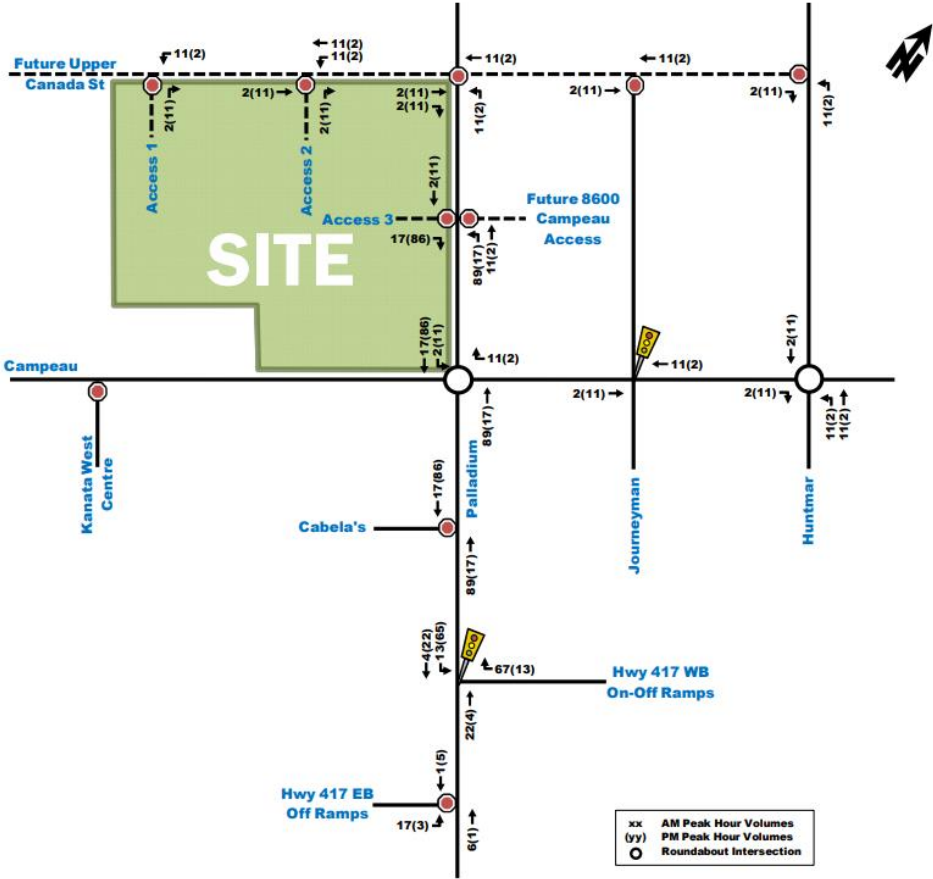 11(2)
11(2)
11(2)
11(2)
11(2)
Future Upper
Canada St
2(11)
2(11)
2(11)
2(11)
2(11)
2(11)
2(11)
11(2)
11(2)
Access 1
Access 2
2(11)
Access 3
Future 8600
Campeau
Access
17(86)
89(17)
11(2)
SITE
N
17(86)
2(11)
11(2)
2(11)
11(2)
Campeau
2(11)
2(11)
11(2)
11(2)
89(17)
Kanata West
Centre
Palladium
Journeyman
Huntmar
17(86)
Cabela's
89(17)
4(22)
13(65)
67(13)
Hwy 417 WB
On-Off Ramps
22(4)
1(5)
Hwy 417 EB
Off Ramps
17(3)
6(1)
xx AM Peak Hour Volumes
(yy) PM Peak Hour Volumes
Roundabout Intersection